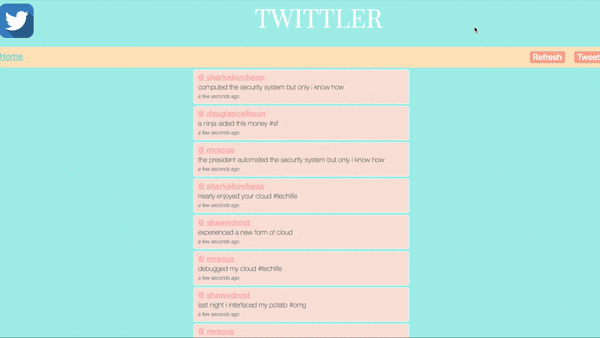 TWITTLER
Home
Refresh
Tweet
@ sharksforcheap
computed the security system but only i know how
a few seconds ago
@ douglascalhoun
a ninja aided this money #sf
a few seconds ago
@ mracus
the president automated the security system but only i know how
a few seconds ago
@ sharksforcheap
nearly enjoyed your cloud #techlife
a few seconds ago
@ shawndrost
experienced a new form of cloud
a few seconds ago
@ mracus
debugged my cloud #techlife
a few seconds ago
@ shawndrost
last night i interfaced my potato #omg
a few seconds ago
@ mracus